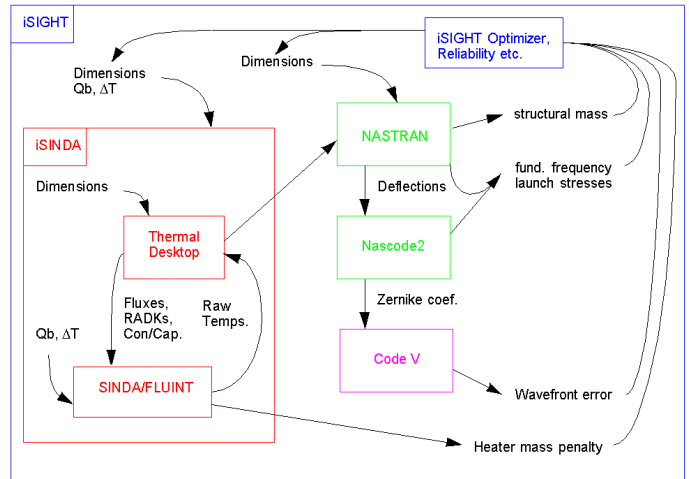 iSIGHT
iSIGHT Optimizer,
Reliability etc.
Dimensions
Qb, ΔT
Dimensions
iSINDA
NASTRAN
structural mass
Dimensions
fund. frequency
launch stresses
Deflections
Thermal
Desktop
Nascode2
Fluxes,
RADKs,
Con/Cap.
Raw
Temps.
Zernike coef.
Qb, ΔT
Code V
SINDA/FLUINT
Wavefront error
Heater mass penalty